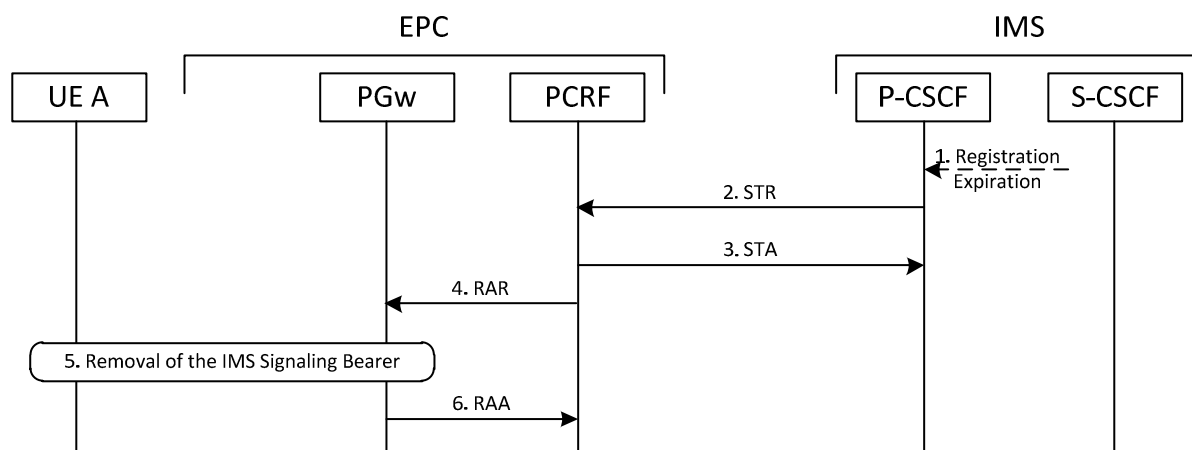 EPC
IMS
UE A
PGw
PCRF
P-CSCF
S-CSCF
1. Registration
Expiration
2. STR
3. STA
4. RAR
5. Removal of the IMS Signaling Bearer
6. RAA